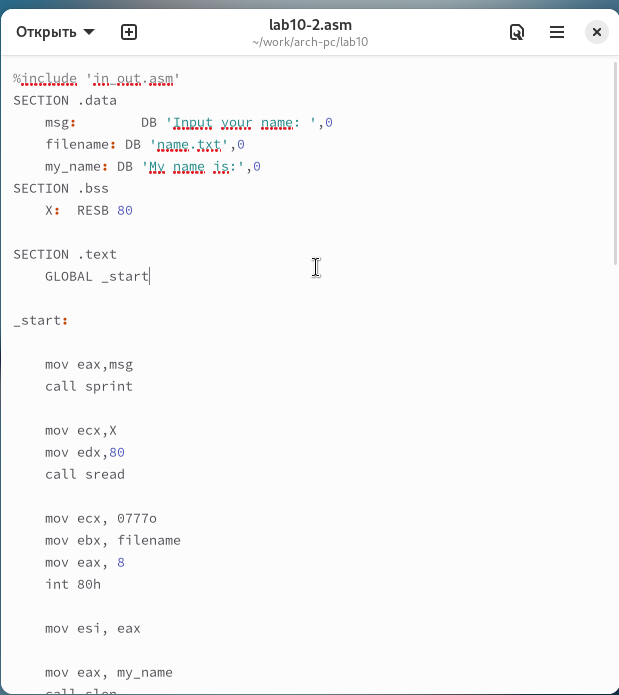 Открыть
lab10-2.asm
~/work/arch-pc/lab10
%include 'in_out.asm'
SECTION .data
    msg:        DB 'Input your name: ',0
    filename: DB 'name.txt',0
    my_name: DB 'My name is:',0
SECTION .bss
    X:  RESB 80
SECTION .text
    GLOBAL _start
_start:
    mov eax,msg
    call sprint
    mov ecx,X
    mov edx,80
    call sread
    mov ecx, 0777o
    mov ebx, filename
    mov eax, 8
    int 80h
    mov esi, eax
    mov eax, my_name
    call slen